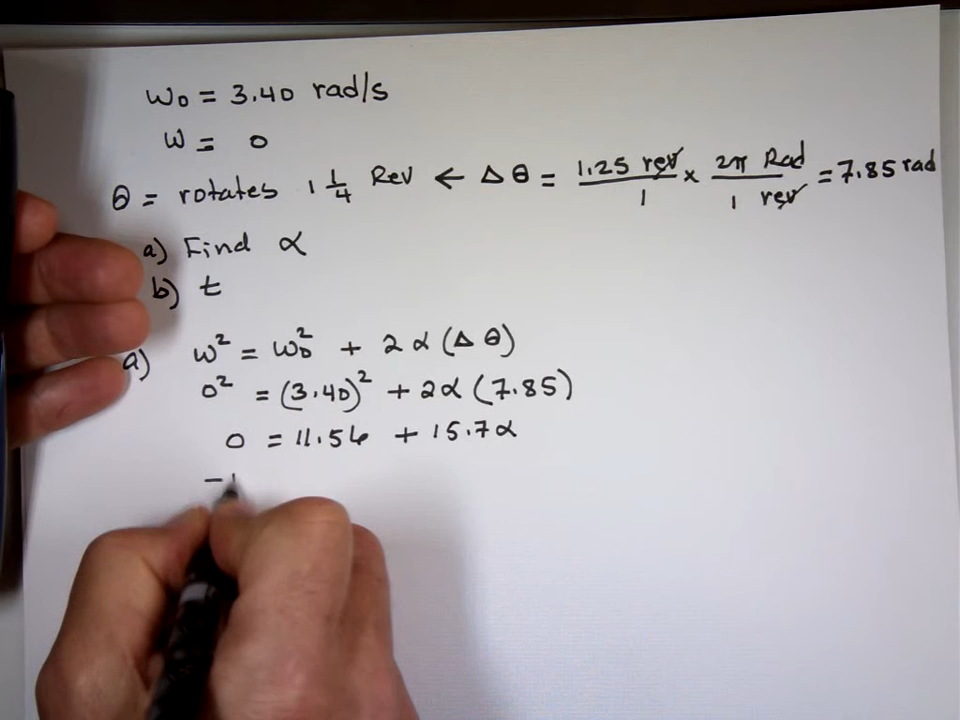 ω₀ = 3.40 rad/s
ω = 0
θ = rotates 1 1/4 Rev ← Δθ = 1.25 rev/1 × 2π Rad/1 rev = 7.85 rad
a) Find α
b) t
a) ω² = ω₀² + 2α(Δθ)
0² = (3.40)² + 2α(7.85)
0 = 11.56 + 15.7α
-1